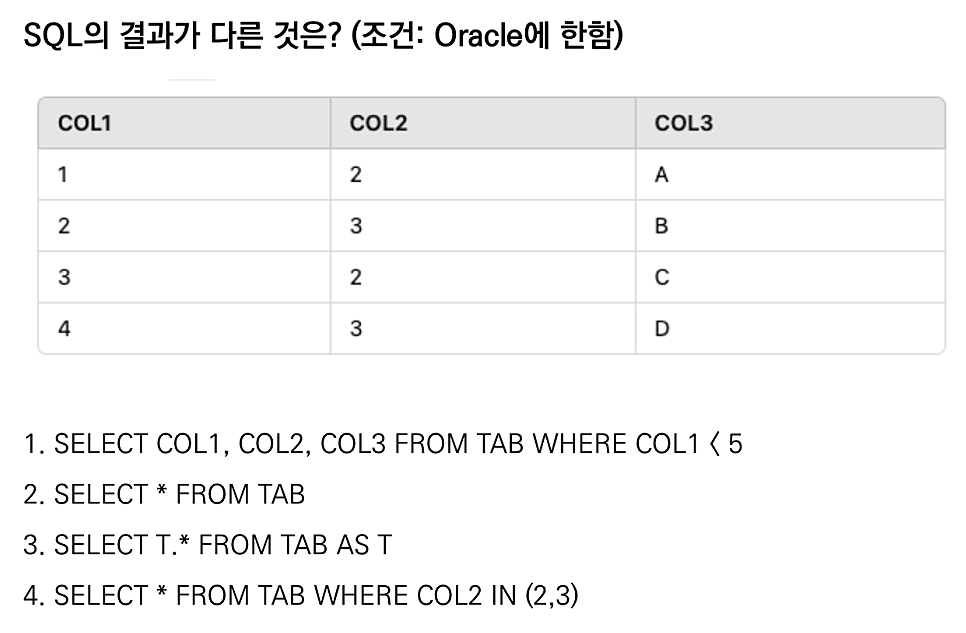 SQL의 결과가 다른 것은? (조건: Oracle에 한함)
COL1 COL2 COL3
1 2 A
2 3 B
3 2 C
4 3 D
1. SELECT COL1, COL2, COL3 FROM TAB WHERE COL1 < 5
2. SELECT * FROM TAB
3. SELECT T.* FROM TAB AS T
4. SELECT * FROM TAB WHERE COL2 IN (2,3)